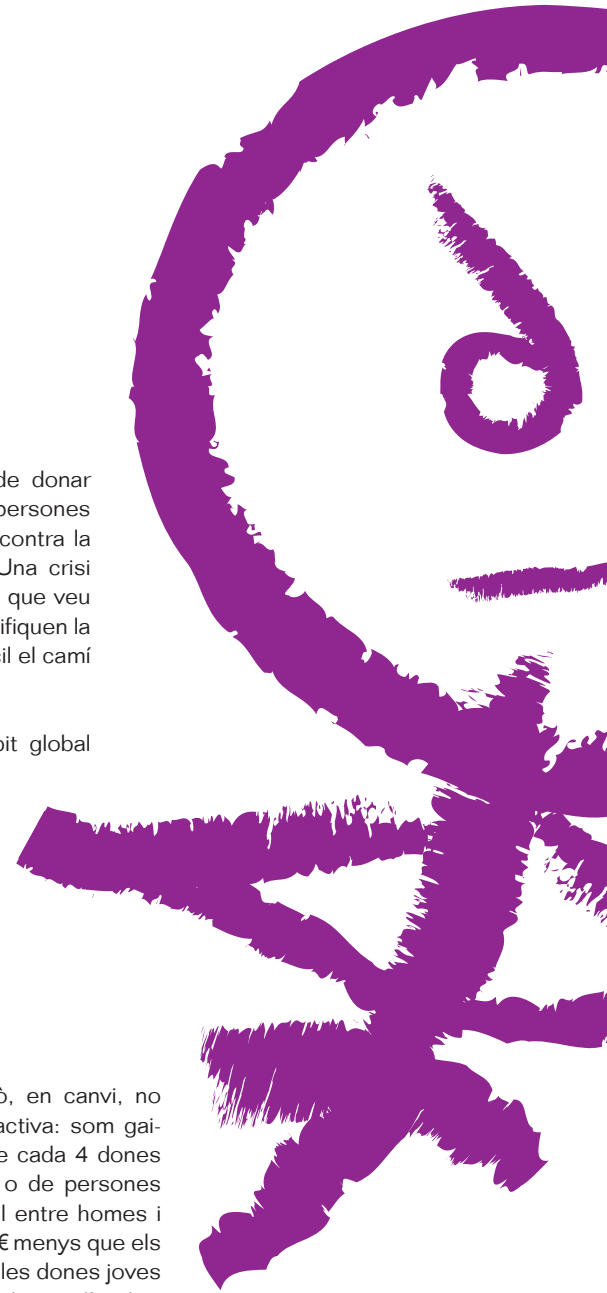 de donar
persones
contra la
Una crisi
que veu
ifiquen la
il el camí
it global
ò, en canvi, no
activa: som gai-
e cada 4 dones
o de persones
l entre homes i
€ menys que els
les dones joves